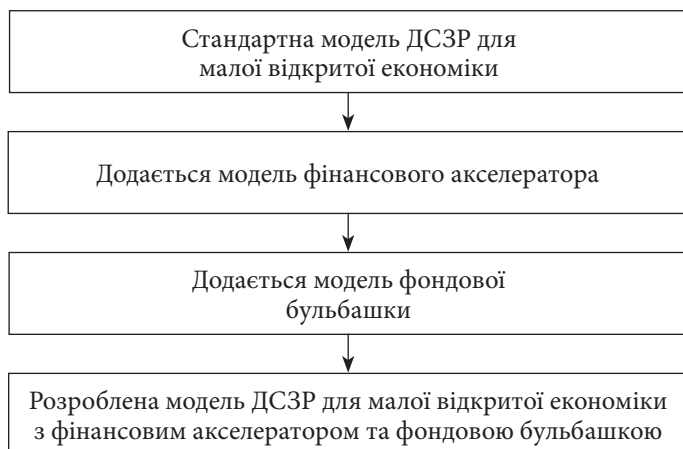 Стандартна модель ДСЗР для
малої відкритої економіки
Додається модель фінансового акселератора
Додається модель фондової
бульбашки
Розроблена модель ДСЗР для малої відкритої економіки
з фінансовим акселератором та фондовою бульбашкою